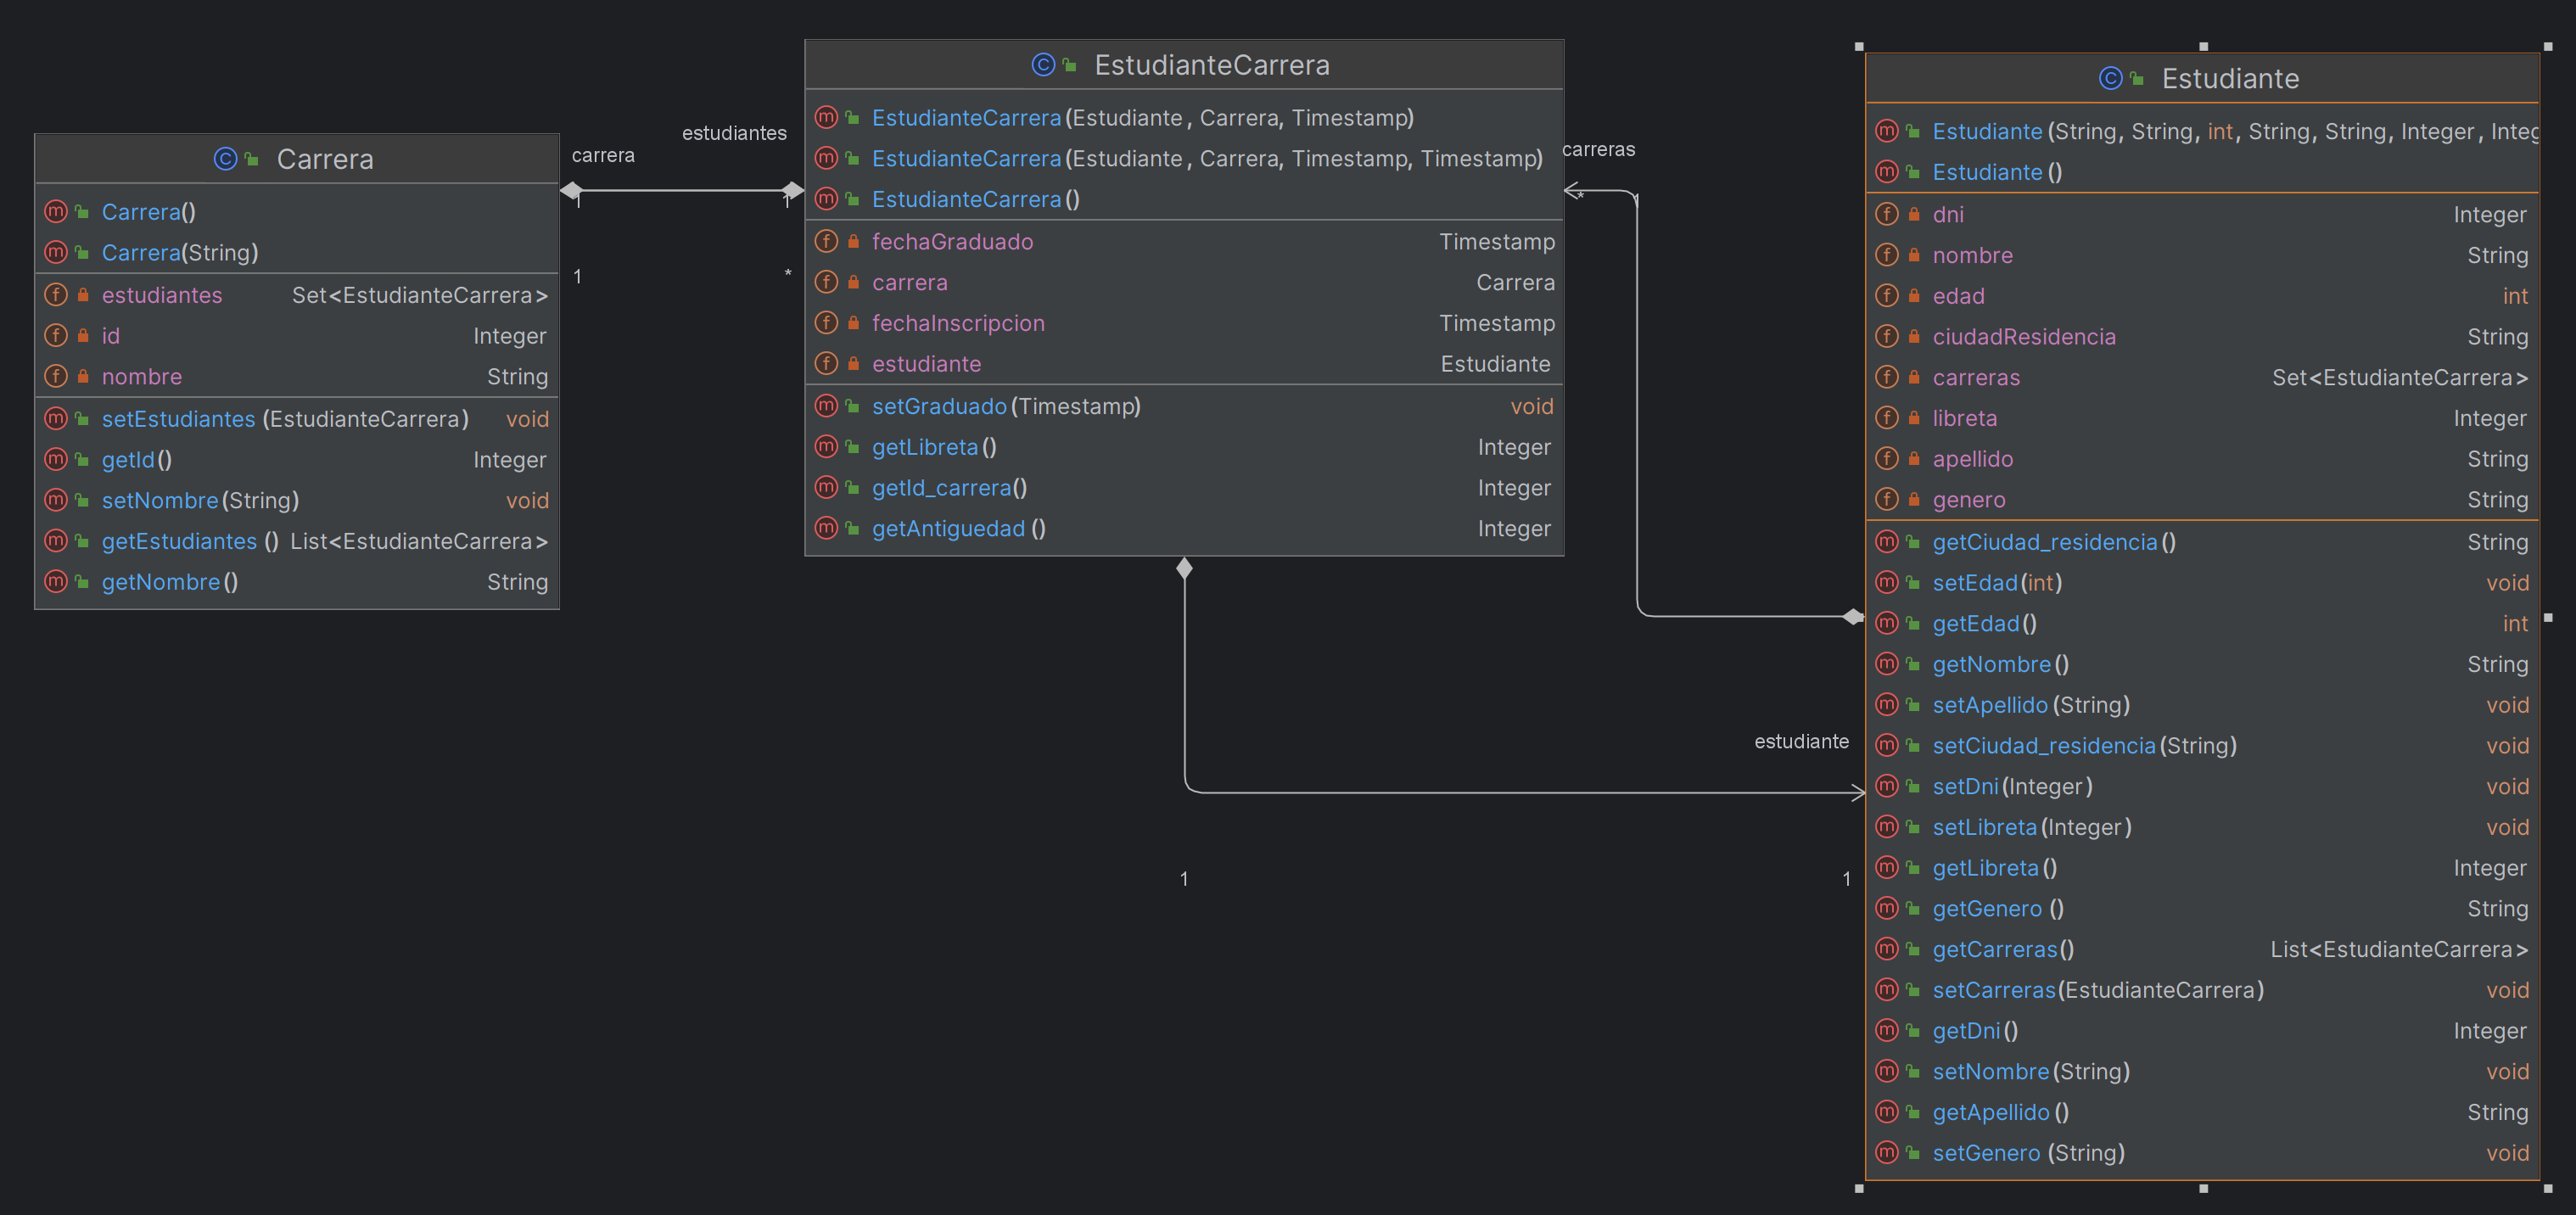 Carrera
Carrera()
Carrera(String)
estudiantes Set<EstudianteCarrera>
id Integer
nombre String
setEstudiantes(EstudianteCarrera) void
getId() Integer
setNombre(String) void
getEstudiantes() List<EstudianteCarrera>
getNombre() String
carrera
estudiantes
1
1
1
*
EstudianteCarrera
EstudianteCarrera(Estudiante, Carrera, Timestamp)
EstudianteCarrera(Estudiante, Carrera, Timestamp, Timestamp)
EstudianteCarrera()
fechaGraduado Timestamp
carrera Carrera
fechaInscripcion Timestamp
estudiante Estudiante
setGraduado(Timestamp) void
getLibreta() Integer
getId_carrera() Integer
getAntiguedad() Integer
carreras
*
1
estudiante
1
1
Estudiante
Estudiante(String, String, int, String, String, Integer, Integ
Estudiante()
dni Integer
nombre String
edad int
ciudadResidencia String
carreras Set<EstudianteCarrera>
libreta Integer
apellido String
genero String
getCiudad_residencia() String
setEdad(int) void
getEdad() int
getNombre() String
setApellido(String) void
setCiudad_residencia(String) void
setDni(Integer) void
setLibreta(Integer) void
getLibreta() Integer
getGenero() String
getCarreras() List<EstudianteCarrera>
setCarreras(EstudianteCarrera) void
getDni() Integer
setNombre(String) void
getApellido() String
setGenero(String) void